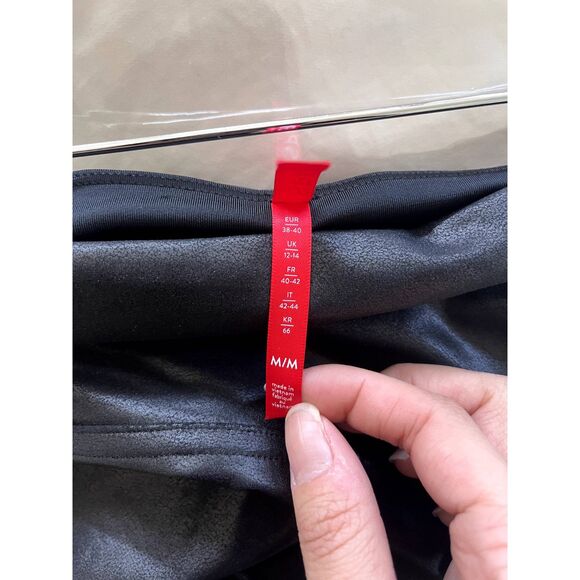 EUR
38-40
UK
12-14
FR
40-42
IT
42-44
KR
66
M/M
made in
vietnam
fabriqué
au
vietnam